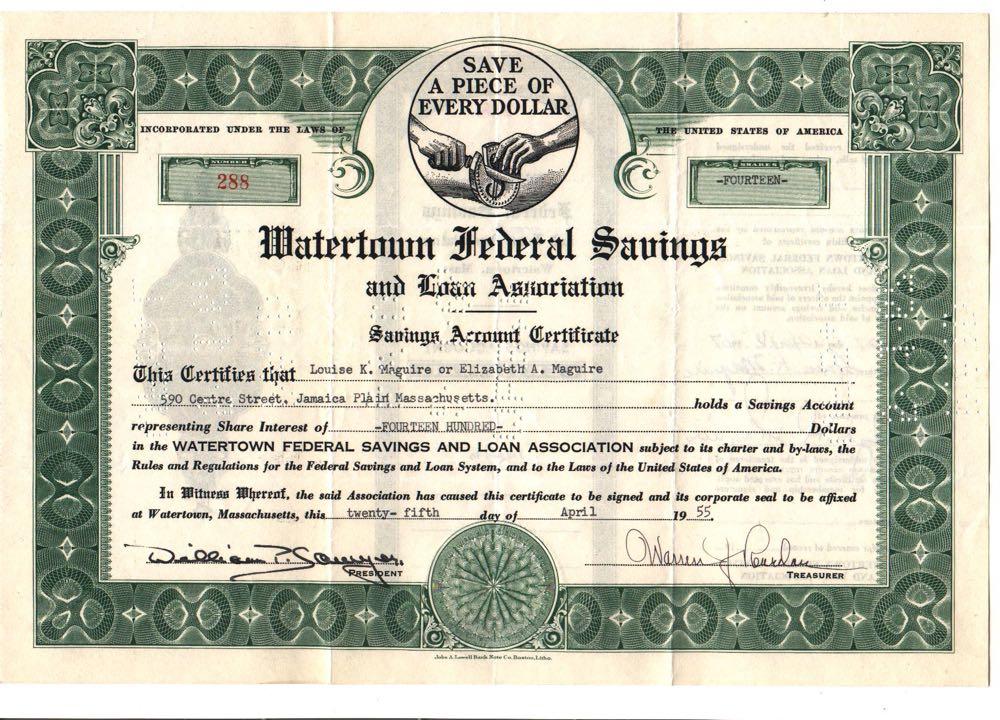 SAVE
A PIECE OF
EVERY DOLLAR
INCORPORATED UNDER THE LAWS OF THE UNITED STATES OF AMERICA
NUMBER
288
SHARES
-FOURTEEN-
Watertown Federal Savings
and Loan Association
Savings Account Certificate
This Certifies that Louise K. Maguire or Elizabeth A. Maguire
590 Centre Street, Jamaica Plain Massachusetts. holds a Savings Account
representing Share Interest of -FOURTEEN HUNDRED- Dollars
in the WATERTOWN FEDERAL SAVINGS AND LOAN ASSOCIATION subject to its charter and by-laws, the
Rules and Regulations for the Federal Savings and Loan System, and to the Laws of the United States of America.
In Witness Whereof, the said Association has caused this certificate to be signed and its corporate seal to be affixed
at Watertown, Massachusetts, this twenty- fifth day of April 19 55.
William P.
PRESIDENT
Warren J
TREASURER
John A. Lowell Bank Note Co. Boston, Litho.